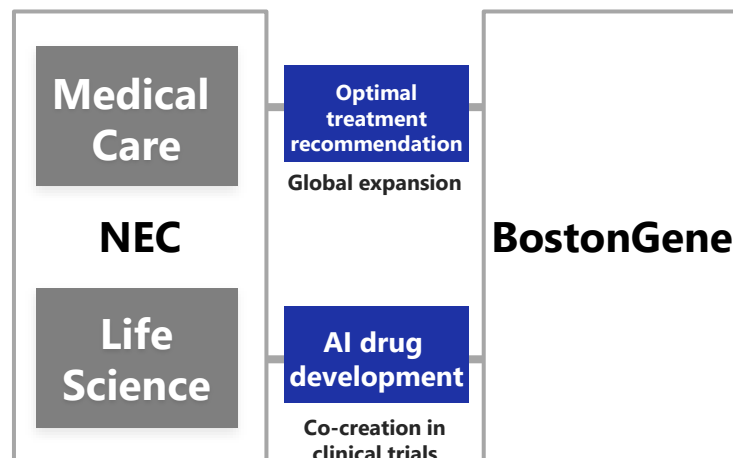 Medical
Care
Optimal
treatment
recommendation
Global expansion
NEC
BostonGene
Life
Science
AI drug
development
Co-creation in
clinical trials